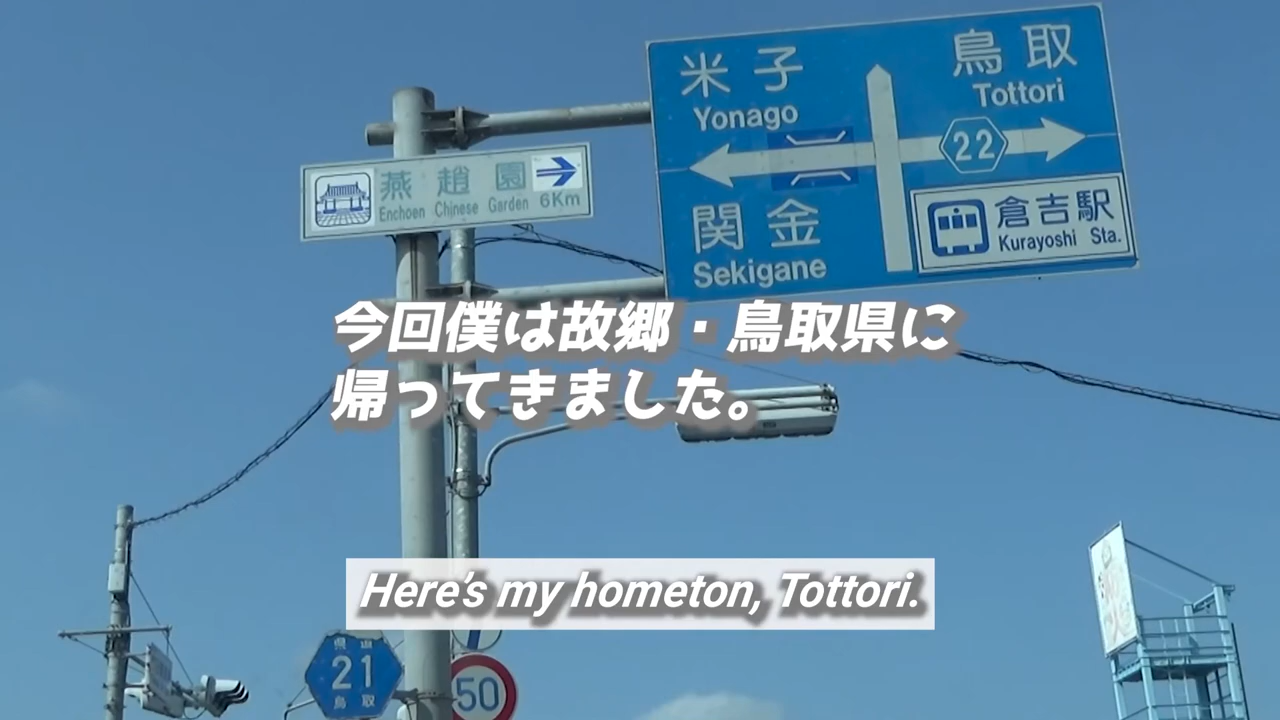 米子
Yonago
鳥取
Tottori
22
関金
Sekigane
倉吉駅
Kurayoshi Sta.
燕趙園
Enchoen Chinese Garden 6Km
今回僕は故郷・鳥取県に
帰ってきました。
Here's my hometon, Tottori.
県道
21
鳥取
50